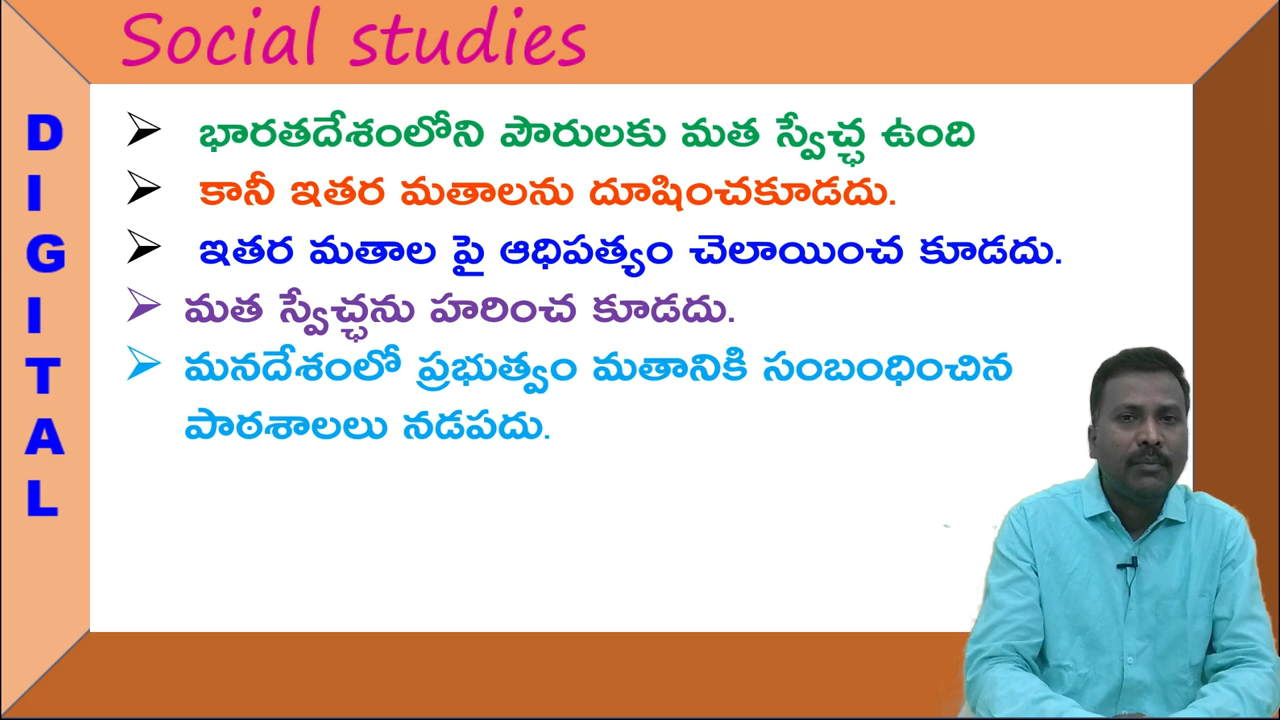 Social studies
DIGITAL
భారతదేశంలోని పౌరులకు మత స్వేచ్ఛ ఉంది
కానీ ఇతర మతాలను దూషించకూడదు.
ఇతర మతాల పై ఆధిపత్యం చెలాయించ కూడదు.
మత స్వేచ్ఛను హరించ కూడదు.
మనదేశంలో ప్రభుత్వం మతానికి సంబంధించిన
పాఠశాలలు నడపదు.